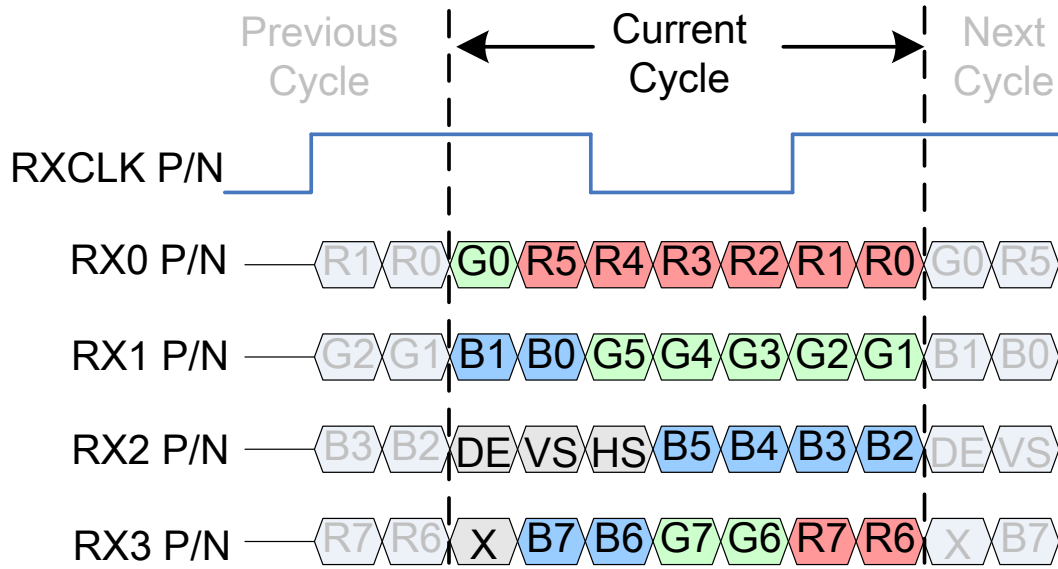 Previous Cycle
Current Cycle
Next Cycle
RXCLK P/N
RX0 P/N R1 R0 G0 R5 R4 R3 R2 R1 R0 G0 R5
RX1 P/N G2 G1 B1 B0 G5 G4 G3 G2 G1 B1 B0
RX2 P/N B3 B2 DE VS HS B5 B4 B3 B2 DE VS
RX3 P/N R7 R6 X B7 B6 G7 G6 R7 R6 X B7